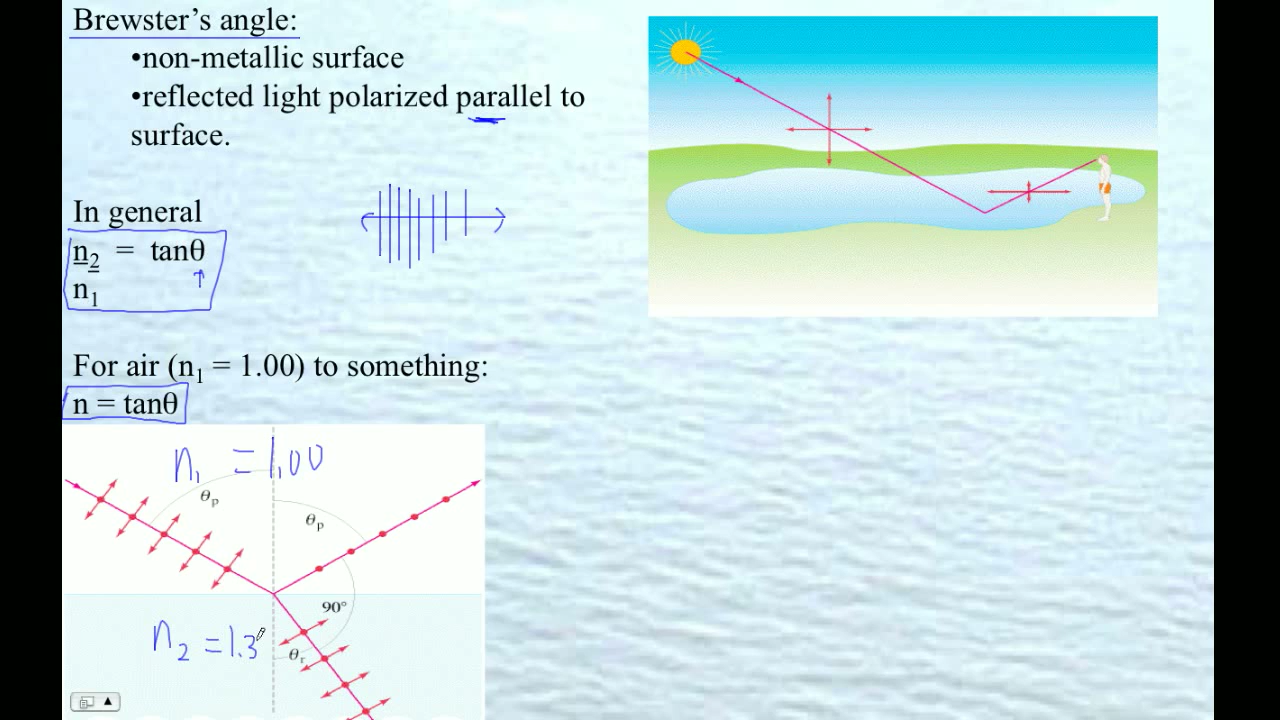 Brewster’s angle:
•non-metallic surface
•reflected light polarized parallel to
surface.
In general
n2 = tanθ
n1
For air (n1 = 1.00) to something:
n = tanθ
n1 = 1.00
θp
θp
90°
n2 = 1.3
θr